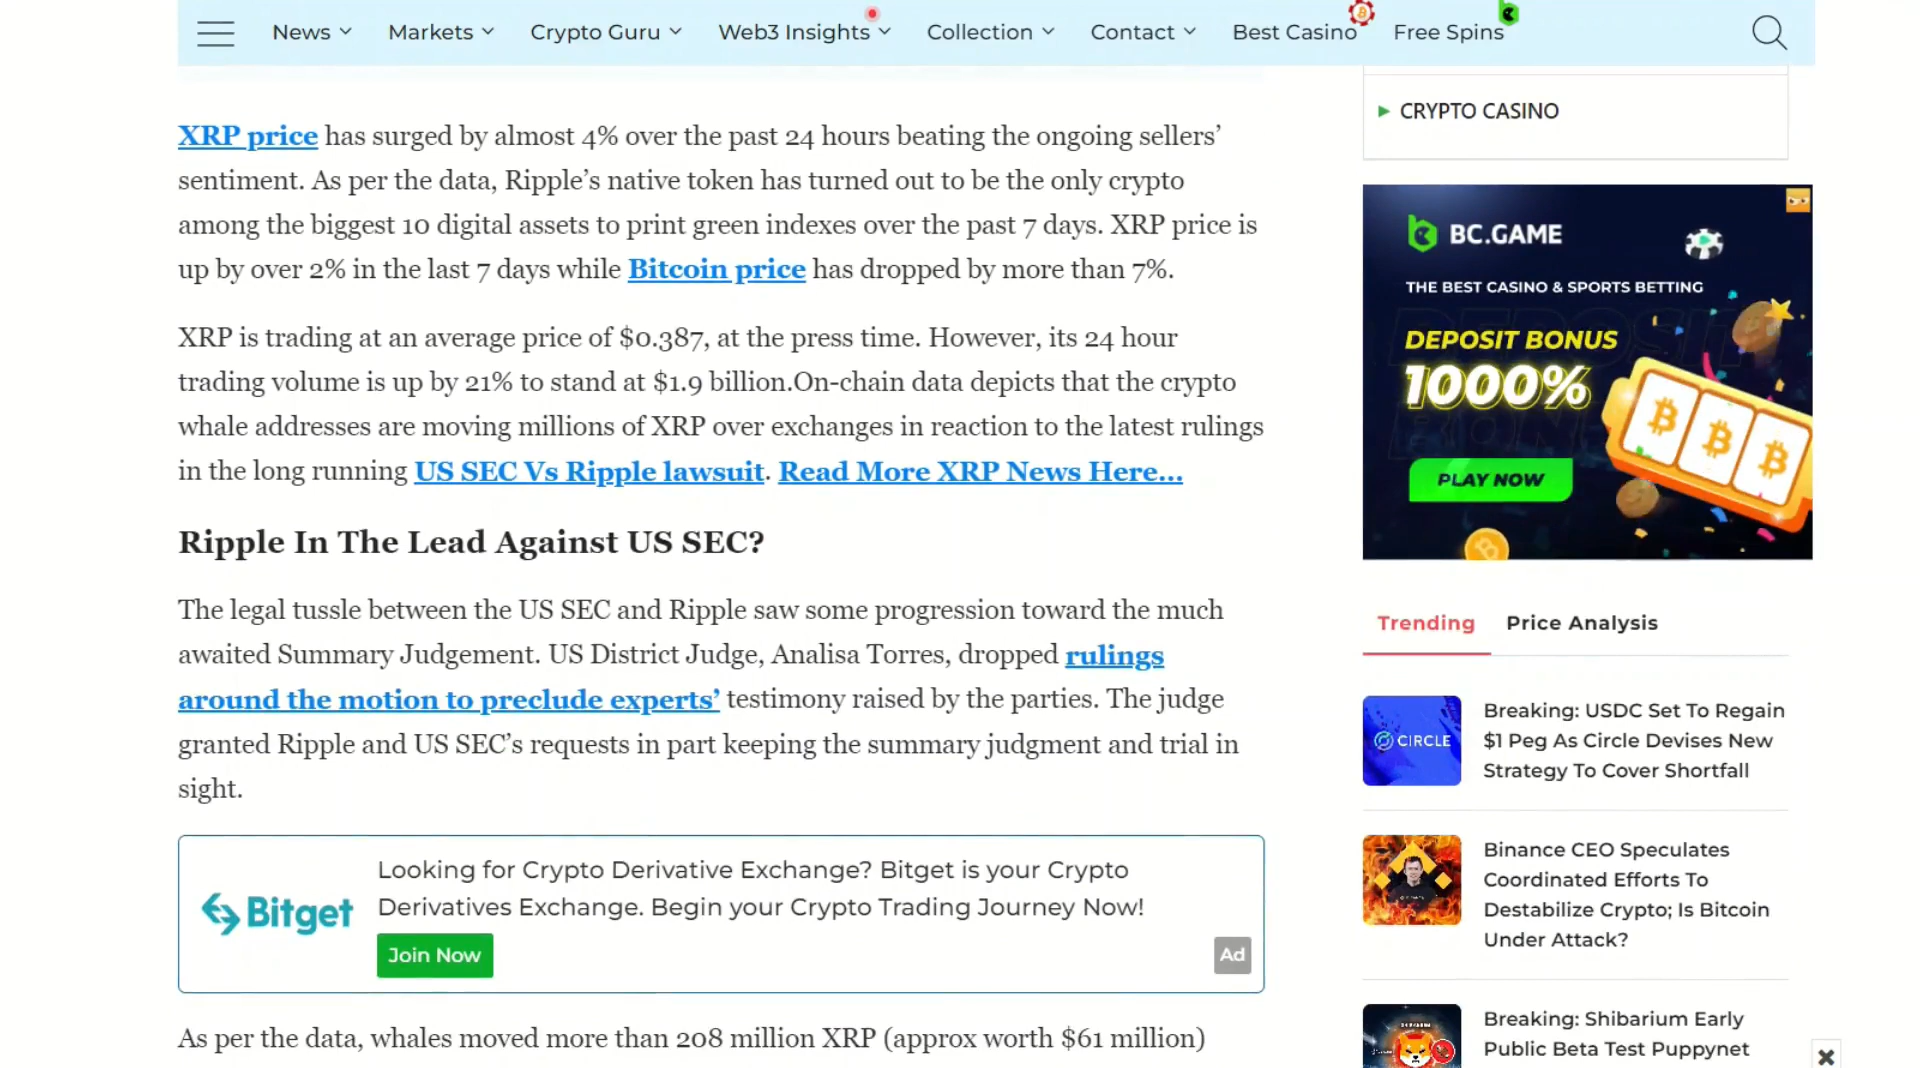 News Markets Crypto Guru Web3 Insights Collection Contact Best Casino Free Spins
XRP price has surged by almost 4% over the past 24 hours beating the ongoing sellers’
sentiment. As per the data, Ripple’s native token has turned out to be the only crypto
among the biggest 10 digital assets to print green indexes over the past 7 days. XRP price is
up by over 2% in the last 7 days while Bitcoin price has dropped by more than 7%.
XRP is trading at an average price of $0.387, at the press time. However, its 24 hour
trading volume is up by 21% to stand at $1.9 billion.On-chain data depicts that the crypto
whale addresses are moving millions of XRP over exchanges in reaction to the latest rulings
in the long running US SEC Vs Ripple lawsuit. Read More XRP News Here...
Ripple In The Lead Against US SEC?
The legal tussle between the US SEC and Ripple saw some progression toward the much
awaited Summary Judgement. US District Judge, Analisa Torres, dropped rulings
around the motion to preclude experts’ testimony raised by the parties. The judge
granted Ripple and US SEC’s requests in part keeping the summary judgment and trial in
sight.
Bitget
Looking for Crypto Derivative Exchange? Bitget is your Crypto
Derivatives Exchange. Begin your Crypto Trading Journey Now!
Join Now
Ad
As per the data, whales moved more than 208 million XRP (approx worth $61 million)
CRYPTO CASINO
BC.GAME
THE BEST CASINO & SPORTS BETTING
DEPOSIT BONUS
1000%
PLAY NOW
Trending Price Analysis
CIRCLE
Breaking: USDC Set To Regain
$1 Peg As Circle Devises New
Strategy To Cover Shortfall
Binance CEO Speculates
Coordinated Efforts To
Destabilize Crypto; Is Bitcoin
Under Attack?
Breaking: Shibarium Early
Public Beta Test Puppynet